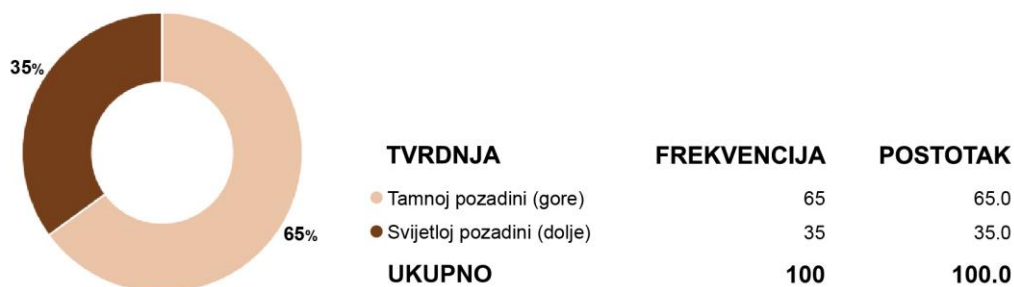 35%
65%
TVRDNJA FREKVENCIJA POSTOTAK
Tamnoj pozadini (gore) 65 65.0
Svijetloj pozadini (dolje) 35 35.0
UKUPNO 100 100.0